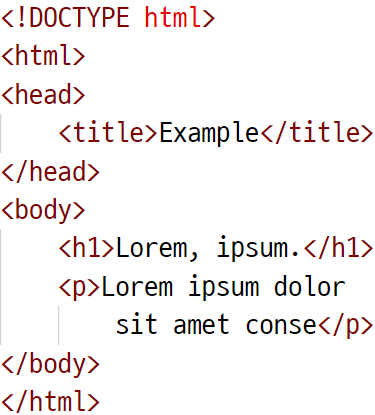 <!DOCTYPE html>
<html>
<head>
    <title>Example</title>
</head>
<body>
    <h1>Lorem, ipsum.</h1>
    <p>Lorem ipsum dolor
        sit amet conse</p>
</body>
</html>